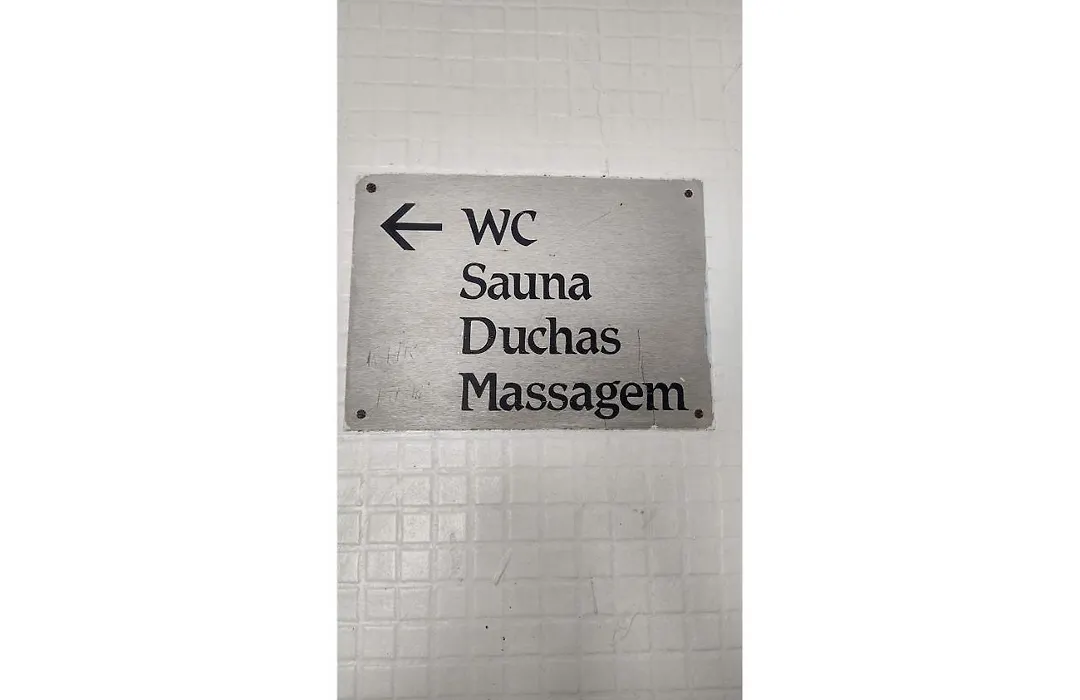 ← WC
Sauna
Duchas
Massagem